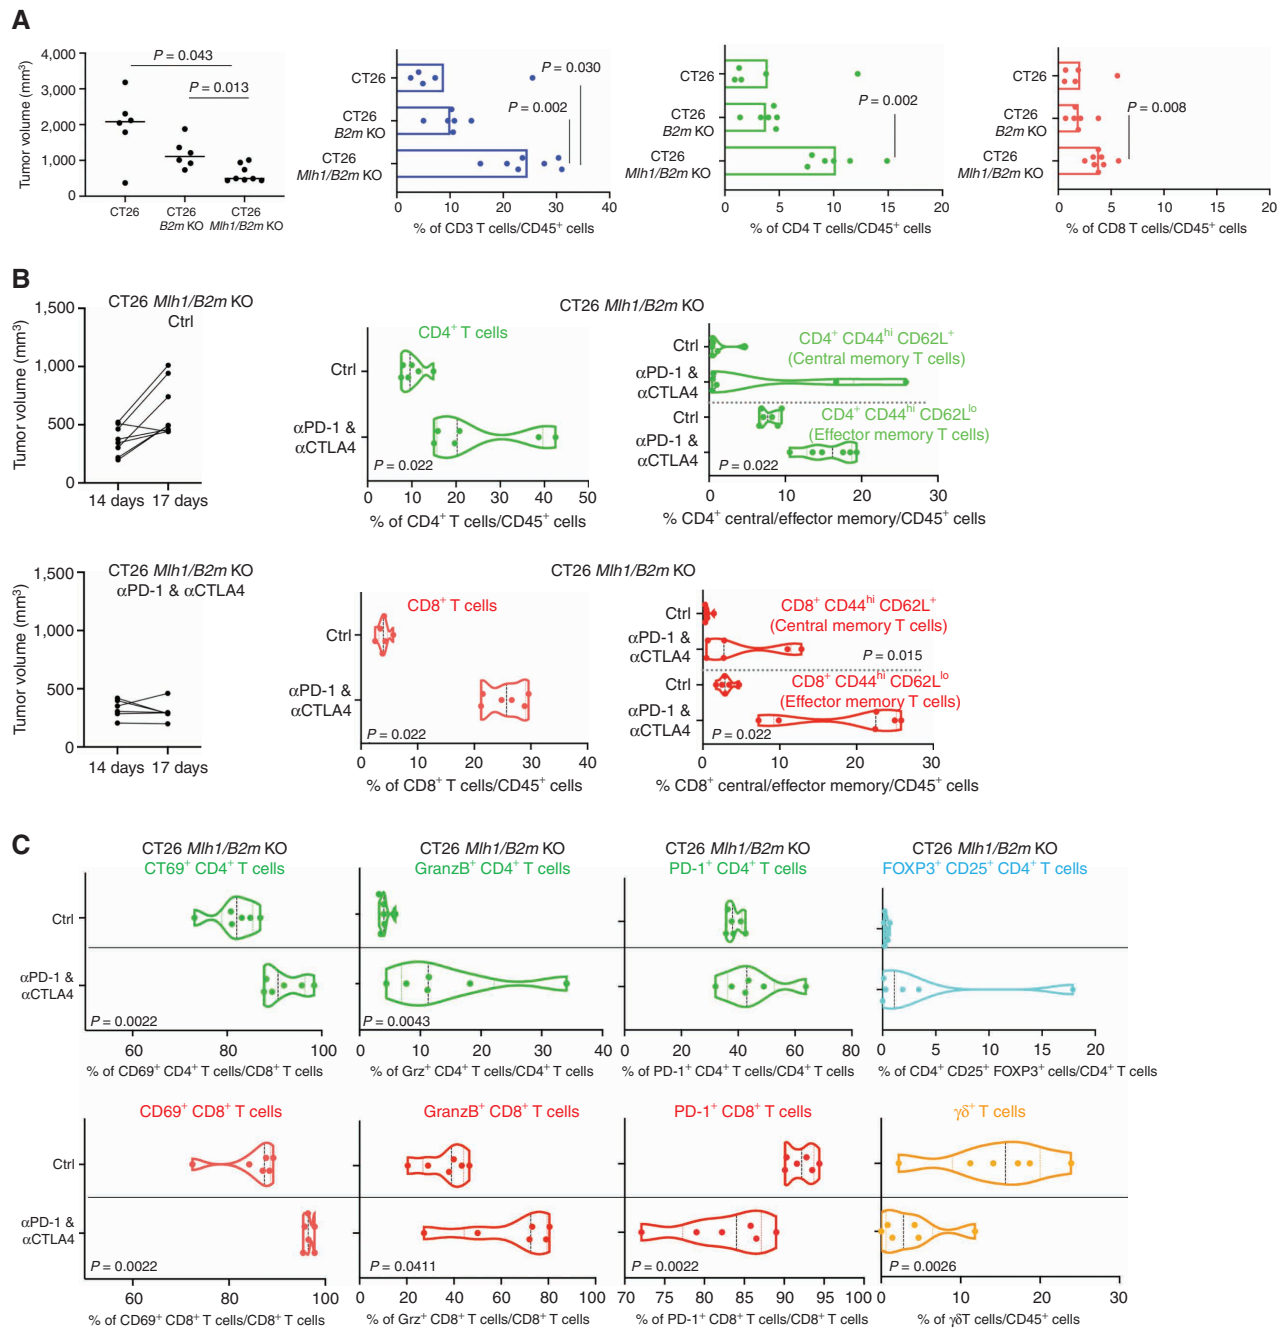 A
4,000
3,000
2,000
1,000
0
Tumor volume (mm³)
P = 0.043
P = 0.013
CT26
CT26
B2m KO
CT26
Mlh1/B2m KO
CT26
CT26
B2m KO
CT26
Mlh1/B2m KO
P = 0.030
P = 0.002
0 10 20 30 40
% of CD3 T cells/CD45⁺ cells
CT26
CT26
B2m KO
CT26
Mlh1/B2m KO
P = 0.002
0 5 10 15 20
% of CD4 T cells/CD45⁺ cells
CT26
CT26
B2m KO
CT26
Mlh1/B2m KO
P = 0.008
0 5 10 15 20
% of CD8 T cells/CD45⁺ cells
B
CT26 Mlh1/B2m KO
Ctrl
1,500
1,000
500
0
Tumor volume (mm³)
14 days 17 days
CT26 Mlh1/B2m KO
CD4⁺ T cells
Ctrl
αPD-1 &
αCTLA4
P = 0.022
0 10 20 30 40 50
% of CD4⁺ T cells/CD45⁺ cells
Ctrl
CD4⁺ CD44ʰⁱ CD62L⁺
(Central memory T cells)
αPD-1 &
αCTLA4
Ctrl
CD4⁺ CD44ʰⁱ CD62Lˡᵒ
(Effector memory T cells)
αPD-1 &
αCTLA4
P = 0.022
0 10 20 30
% CD4⁺ central/effector memory/CD45⁺ cells
CT26 Mlh1/B2m KO
αPD-1 & αCTLA4
1,500
1,000
500
0
Tumor volume (mm³)
14 days 17 days
CT26 Mlh1/B2m KO
CD8⁺ T cells
Ctrl
αPD-1 &
αCTLA4
P = 0.022
0 10 20 30 40
% of CD8⁺ T cells/CD45⁺ cells
Ctrl
CD8⁺ CD44ʰⁱ CD62L⁺
(Central memory T cells)
αPD-1 &
αCTLA4
P = 0.015
Ctrl
CD8⁺ CD44ʰⁱ CD62Lˡᵒ
(Effector memory T cells)
αPD-1 &
αCTLA4
P = 0.022
0 10 20 30
% CD8⁺ central/effector memory/CD45⁺ cells
C
CT26 Mlh1/B2m KO
CT69⁺ CD4⁺ T cells
Ctrl
αPD-1 &
αCTLA4
P = 0.0022
60 80 100
% of CD69⁺ CD4⁺ T cells/CD8⁺ T cells
CT26 Mlh1/B2m KO
GranzB⁺ CD4⁺ T cells
P = 0.0043
0 10 20 30 40
% of Grz⁺ CD4⁺ T cells/CD4⁺ T cells
CT26 Mlh1/B2m KO
PD-1⁺ CD4⁺ T cells
0 20 40 60 80
% of PD-1⁺ CD4⁺ T cells/CD4⁺ T cells
CT26 Mlh1/B2m KO
FOXP3⁺ CD25⁺ CD4⁺ T cells
0 5 10 15 20
% of CD4⁺ CD25⁺ FOXP3⁺ cells/CD4⁺ T cells
CD69⁺ CD8⁺ T cells
Ctrl
αPD-1 &
αCTLA4
P = 0.0022
60 80 100
% of CD69⁺ CD8⁺ T cells/CD8⁺ T cells
GranzB⁺ CD8⁺ T cells
P = 0.0411
0 20 40 60 80 100
% of Grz⁺ CD8⁺ T cells/CD8⁺ T cells
PD-1⁺ CD8⁺ T cells
P = 0.0022
70 75 80 85 90 95 100
% of PD-1⁺ CD8⁺ T cells/CD8⁺ T cells
γδ⁺ T cells
P = 0.0026
0 10 20 30
% of γδT cells/CD45⁺ cells